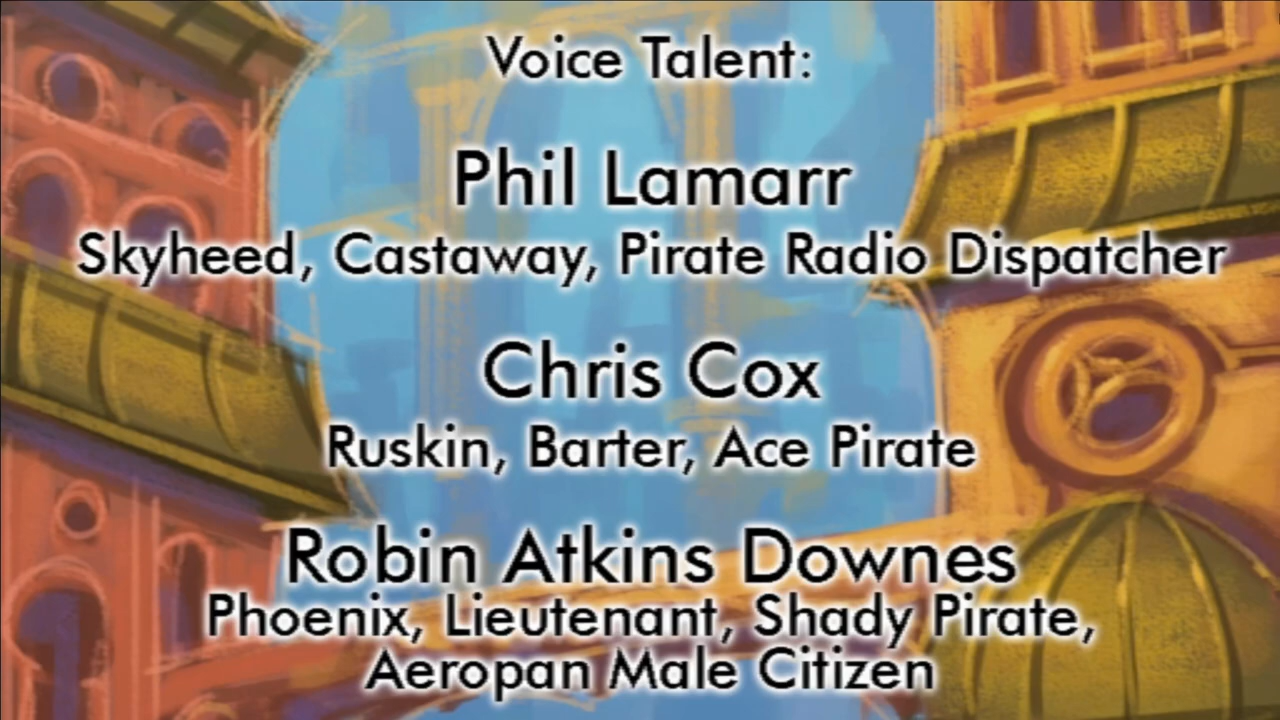 Voice Talent:
Phil Lamarr
Skyheed, Castaway, Pirate Radio Dispatcher
Chris Cox
Ruskin, Barter, Ace Pirate
Robin Atkins Downes
Phoenix, Lieutenant, Shady Pirate,
Aeropan Male Citizen